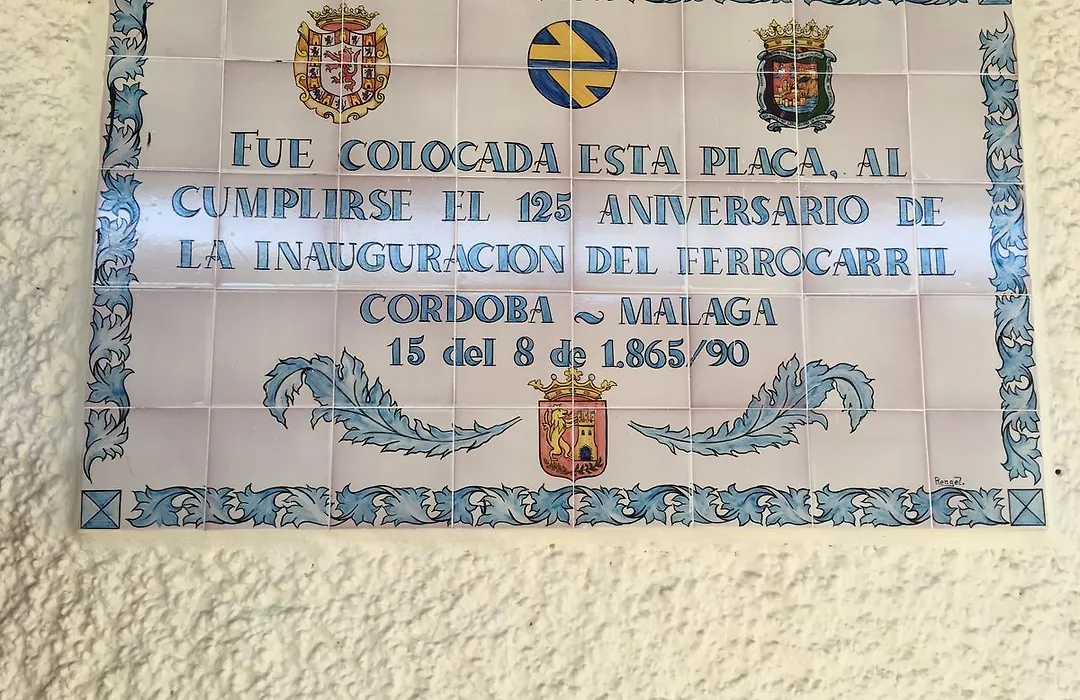 FUE COLOCADA ESTA PLACA, AL
CUMPLIRSE EL 125 ANIVERSARIO DE
LA INAUGURACION DEL FERROCARRIL
CORDOBA ~ MALAGA
15 del 8 de 1.865/90
Rengel.